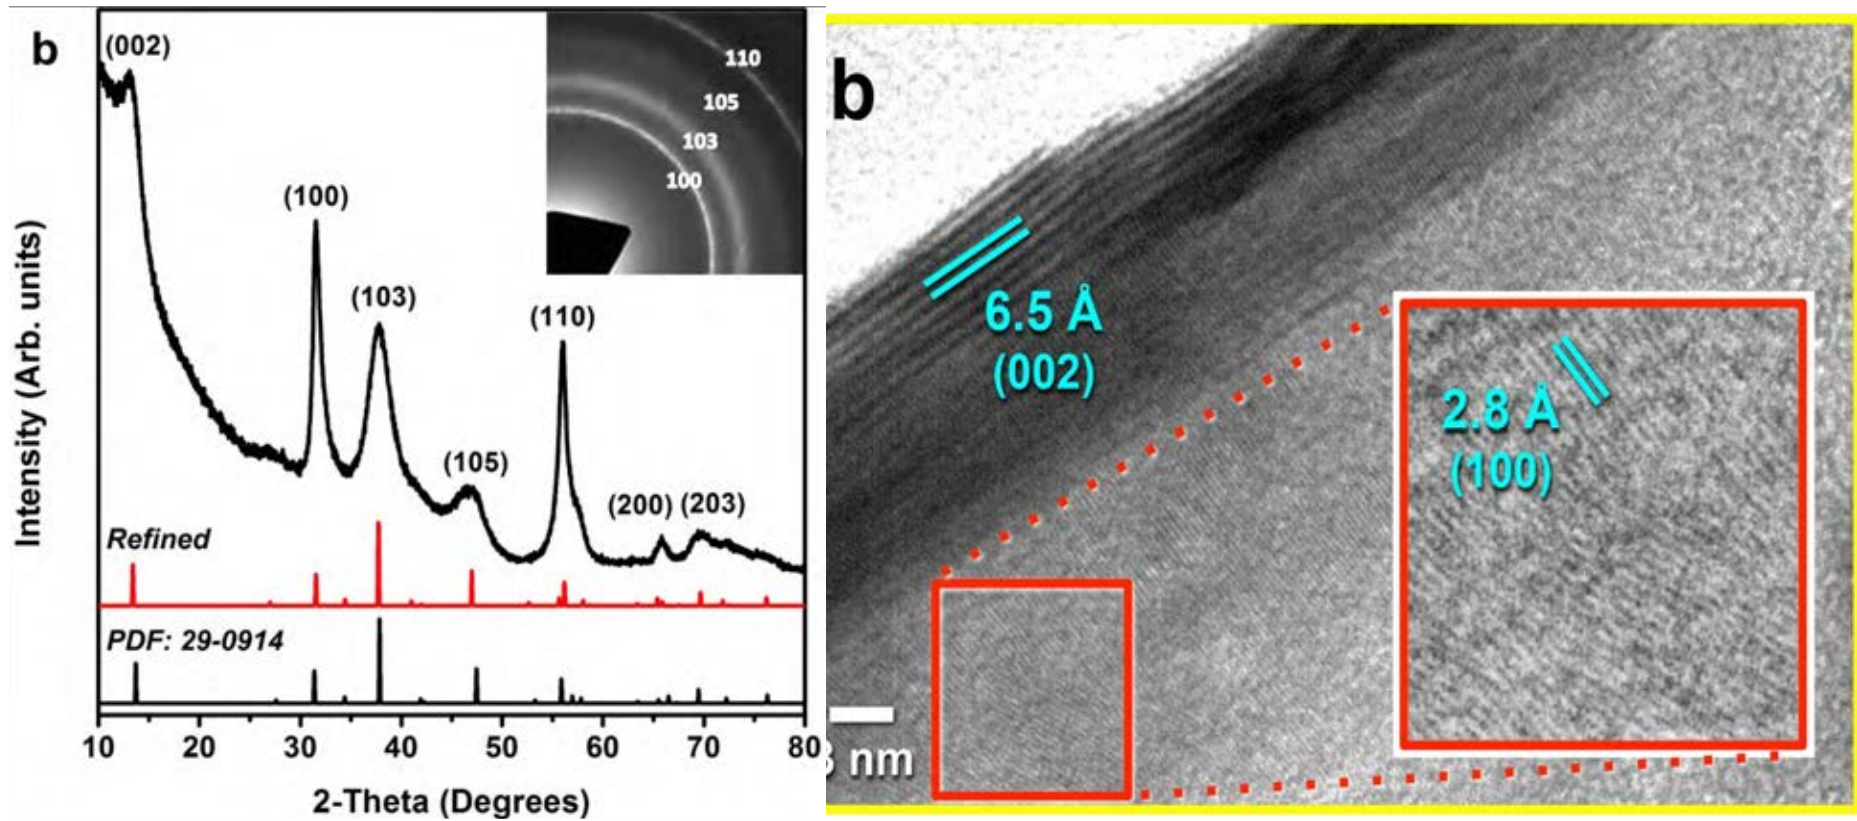 b
(002)
110
105
103
100
(100)
(103)
(110)
(105)
(200) (203)
Intensity (Arb. units)
Refined
PDF: 29-0914
10 20 30 40 50 60 70 80
2-Theta (Degrees)
b
6.5 Å
(002)
2.8 Å
(100)
nm